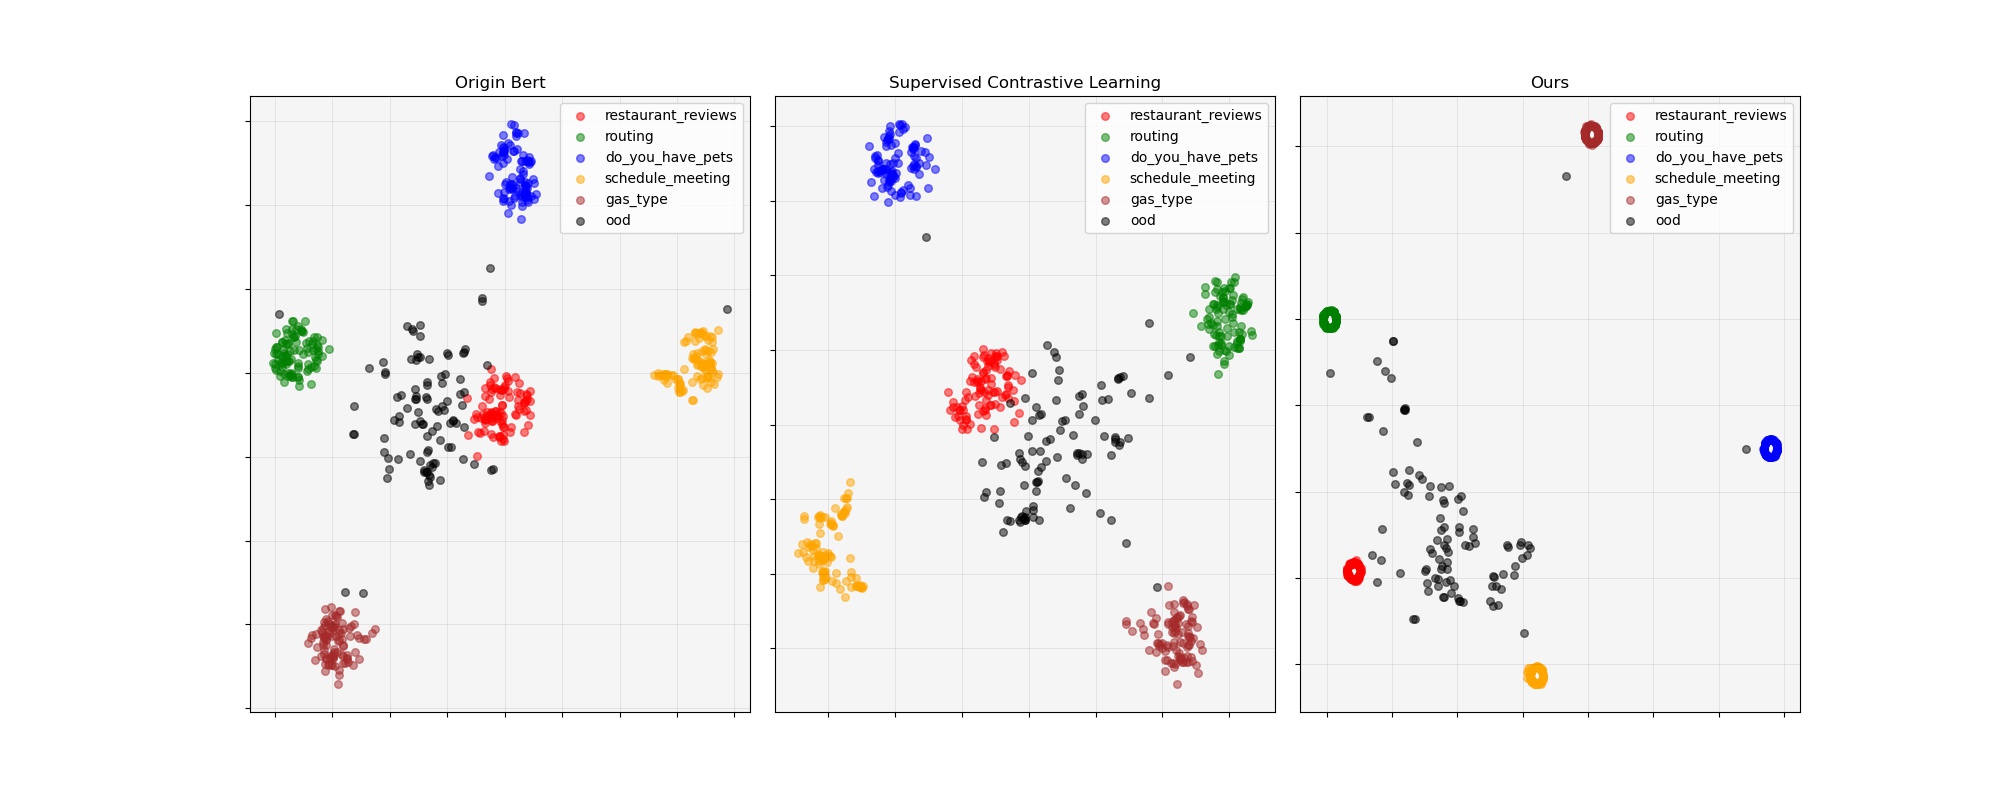 Origin Bert
restaurant_reviews
routing
do_you_have_pets
schedule_meeting
gas_type
ood
Supervised Contrastive Learning
restaurant_reviews
routing
do_you_have_pets
schedule_meeting
gas_type
ood
Ours
restaurant_reviews
routing
do_you_have_pets
schedule_meeting
gas_type
ood